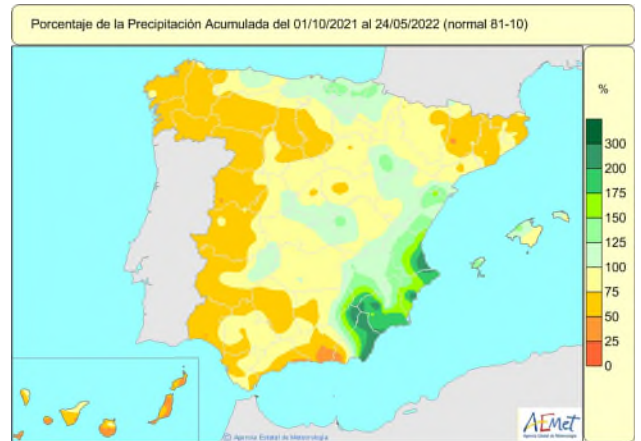 Porcentaje de la Precipitación Acumulada del 01/10/2021 al 24/05/2022 (normal 81-10)
%
300
200
175
150
125
100
75
50
25
© Agencia Estatal de Meteorología
AEMet
Agencia Estatal de Meteorología